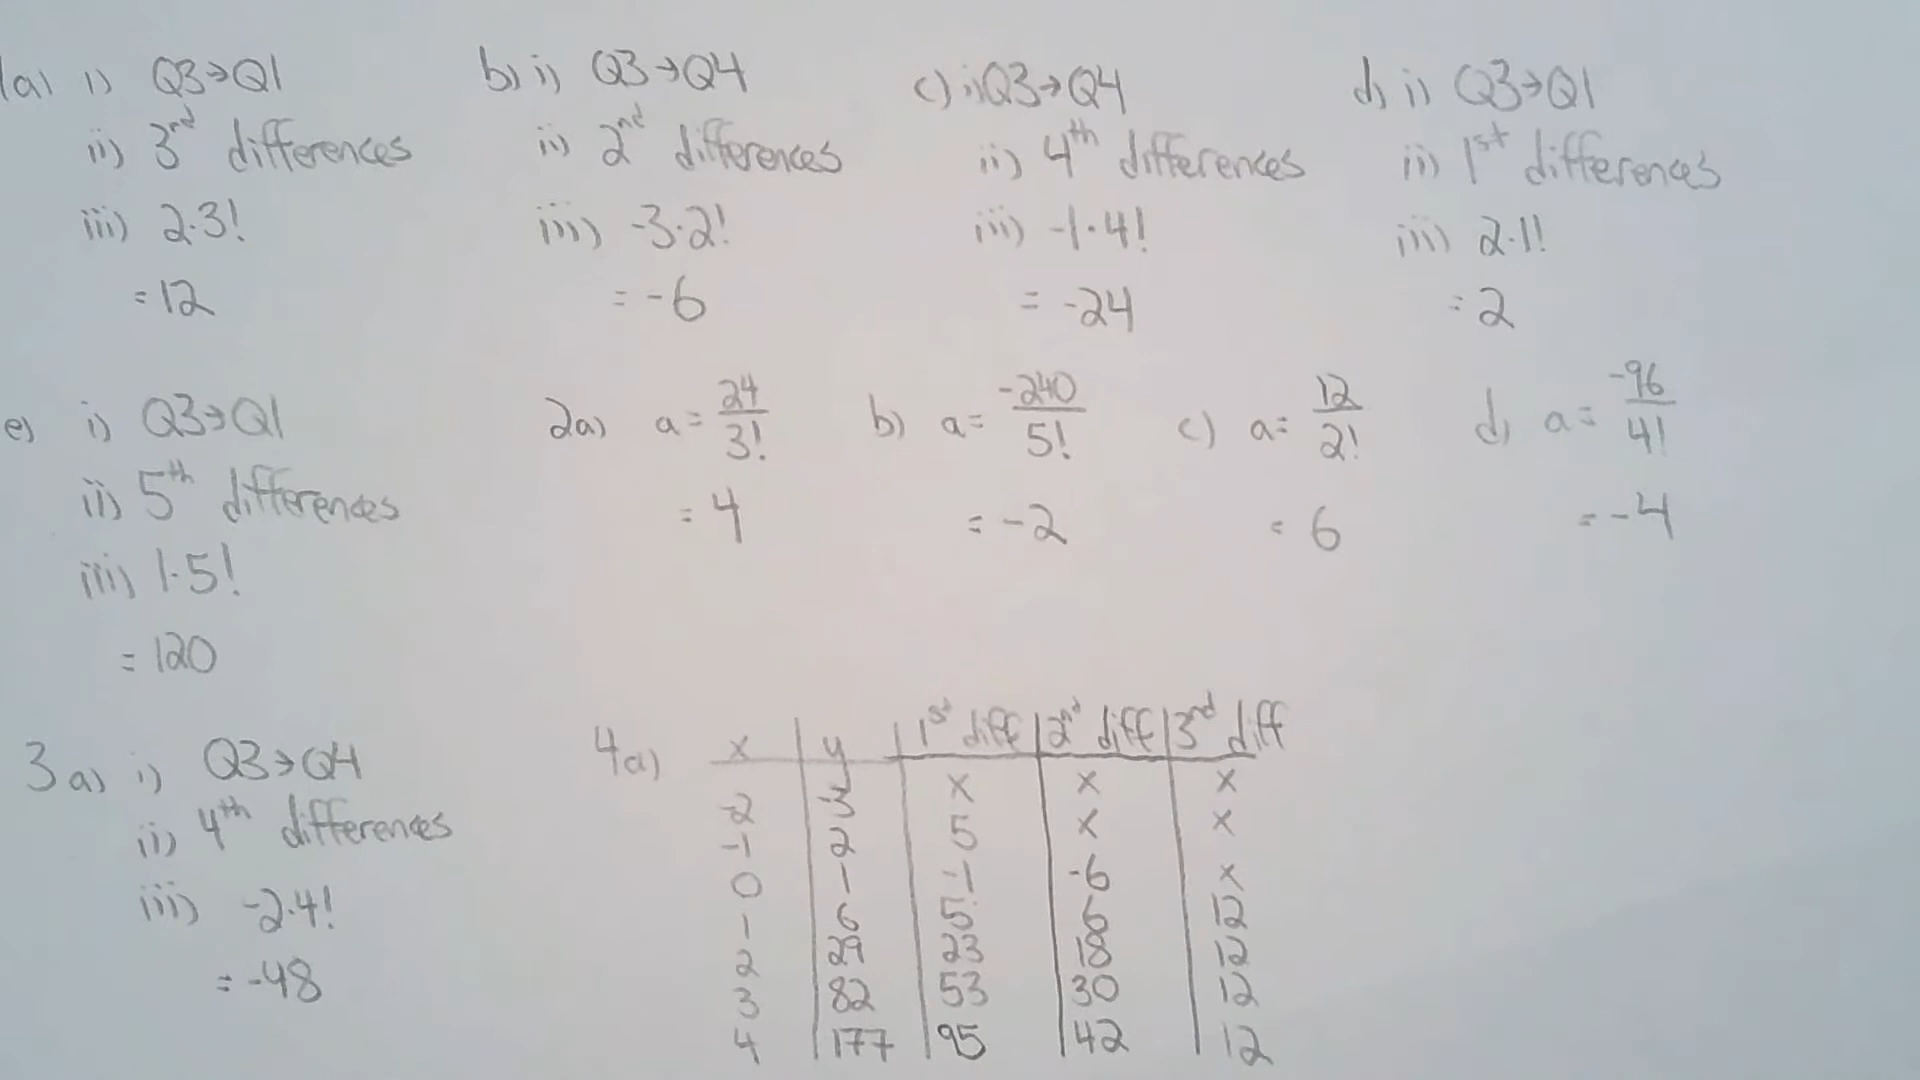 1a) i) Q3→Q1
ii) 3nd differences
iii) 2·3!
=12
b) i) Q3→Q4
ii) 2nd differences
iii) -3·2!
= -6
c) i) Q3→Q4
ii) 4th differences
iii) -1·4!
= -24
d) i) Q3→Q1
ii) 1st differences
iii) 2·1!
= 2
e) i) Q3→Q1
ii) 5th differences
iii) 1·5!
= 120
2a) a = 24/3!
= 4
b) a = -240/5!
= -2
c) a = 12/2!
= 6
d) a = -96/4!
= -4
3a) i) Q3→Q4
ii) 4th differences
iii) -2·4!
= -48
4a) x y 1st diff 2nd diff 3rd diff
-2 -3 x x x
-1 2 5 x x
0 1 -1 -6 x
1 6 5 6 12
2 29 23 18 12
3 82 53 30 12
4 177 95 42 12